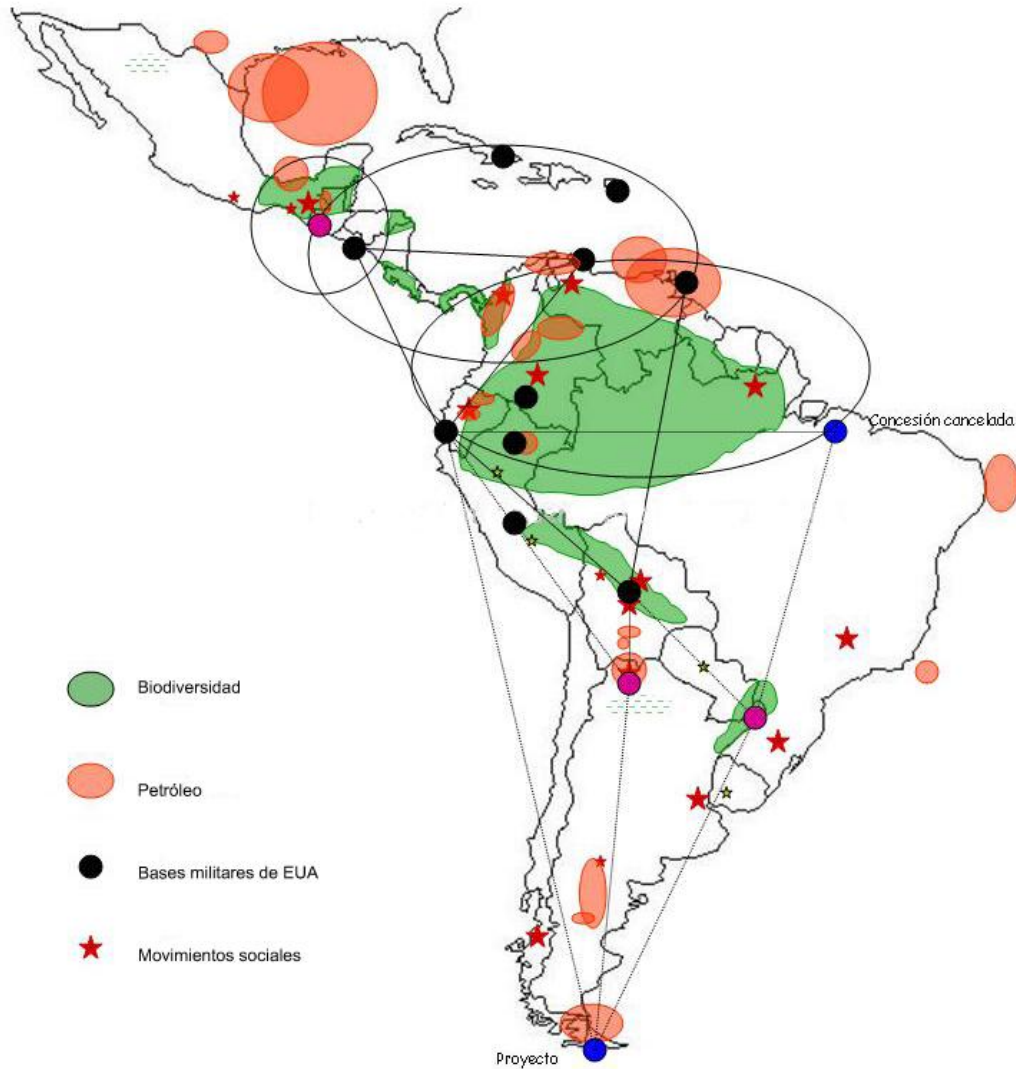 Concesión cancelada
Biodiversidad
Petróleo
Bases militares de EUA
Movimientos sociales
Proyecto